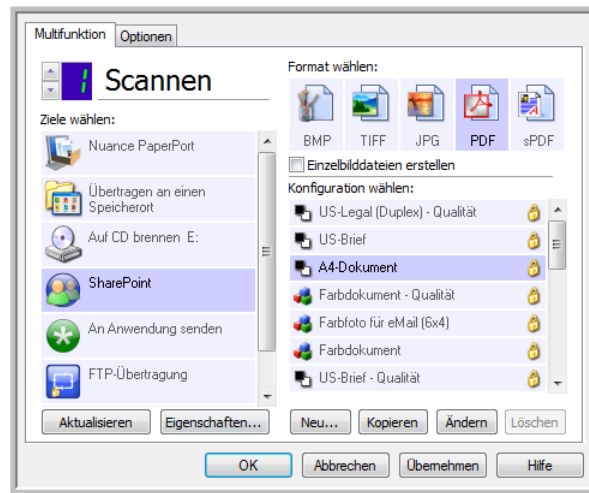 Multifunktion
Optionen
1
Scannen
Ziele wählen:
Nuance PaperPort
Übertragen an einen
Speicherort
Auf CD brennen E:
SharePoint
An Anwendung senden
FTP-Übertragung
Aktualisieren
Eigenschaften...
Format wählen:
BMP
TIFF
JPG
PDF
sPDF
Einzelbilddateien erstellen
Konfiguration wählen:
US-Legal (Duplex) - Qualität
US-Brief
A4-Dokument
Farbdokument - Qualität
Farbfoto für eMail (6x4)
Farbdokument
US-Brief - Qualität
Neu...
Kopieren
Ändern
Löschen
OK
Abbrechen
Übernehmen
Hilfe